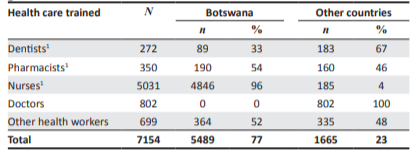 Health care trained N Botswana Other countries
n % n %
Dentists¹ 272 89 33 183 67
Pharmacists¹ 350 190 54 160 46
Nurses¹ 5031 4846 96 185 4
Doctors 802 0 0 802 100
Other health workers 699 364 52 335 48
Total 7154 5489 77 1665 23